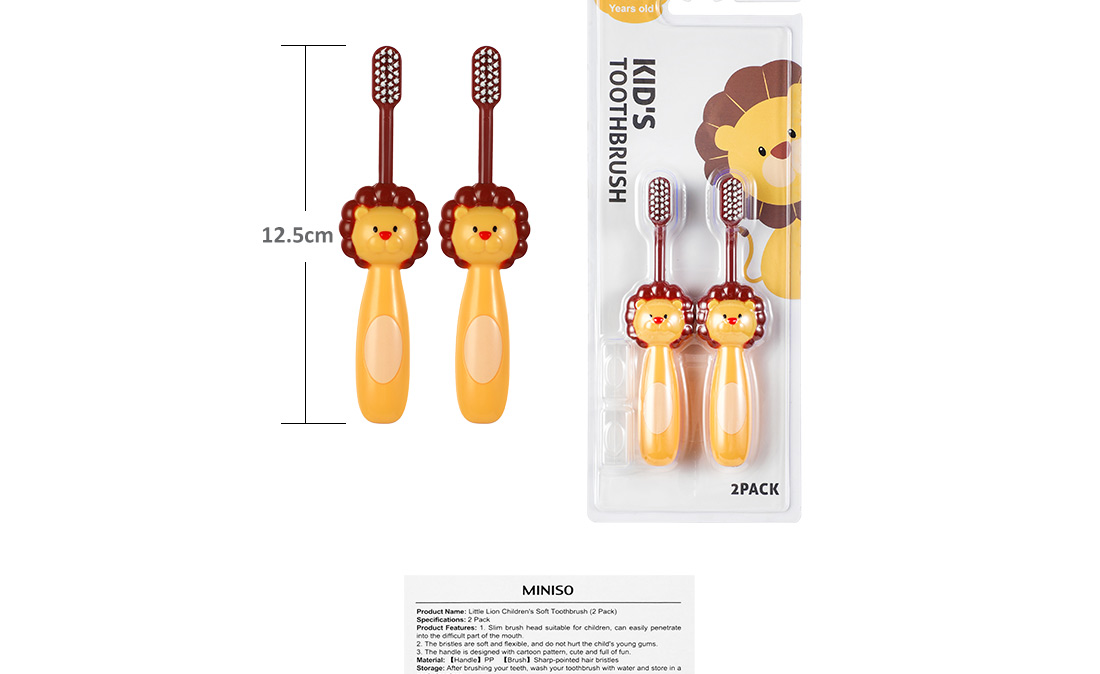 Years old
KID'S
TOOTHBRUSH
12.5cm
2PACK
MINISO
Product Name: Little Lion Children's Soft Toothbrush (2 Pack)
Specifications: 2 Pack
Product Features: 1. Slim brush head suitable for children, can easily penetrate
into the difficult part of the mouth.
2. The bristles are soft and flexible, and do not hurt the child's young gums.
3. The handle is designed with cartoon pattern, cute and full of fun.
Material: 【Handle】PP 【Brush】Sharp-pointed hair bristles
Storage: After brushing your teeth, wash your toothbrush with water and store in a